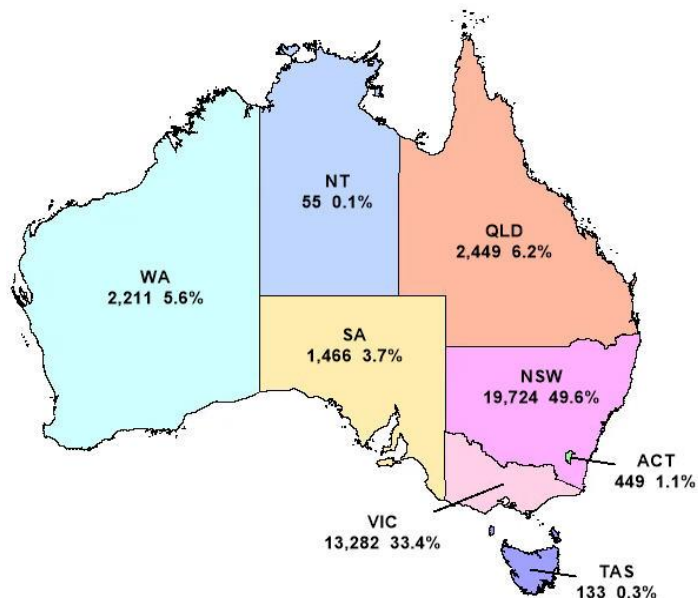 NT
55 0.1%
QLD
2,449 6.2%
WA
2,211 5.6%
SA
1,466 3.7%
NSW
19,724 49.6%
ACT
449 1.1%
VIC
13,282 33.4%
TAS
133 0.3%